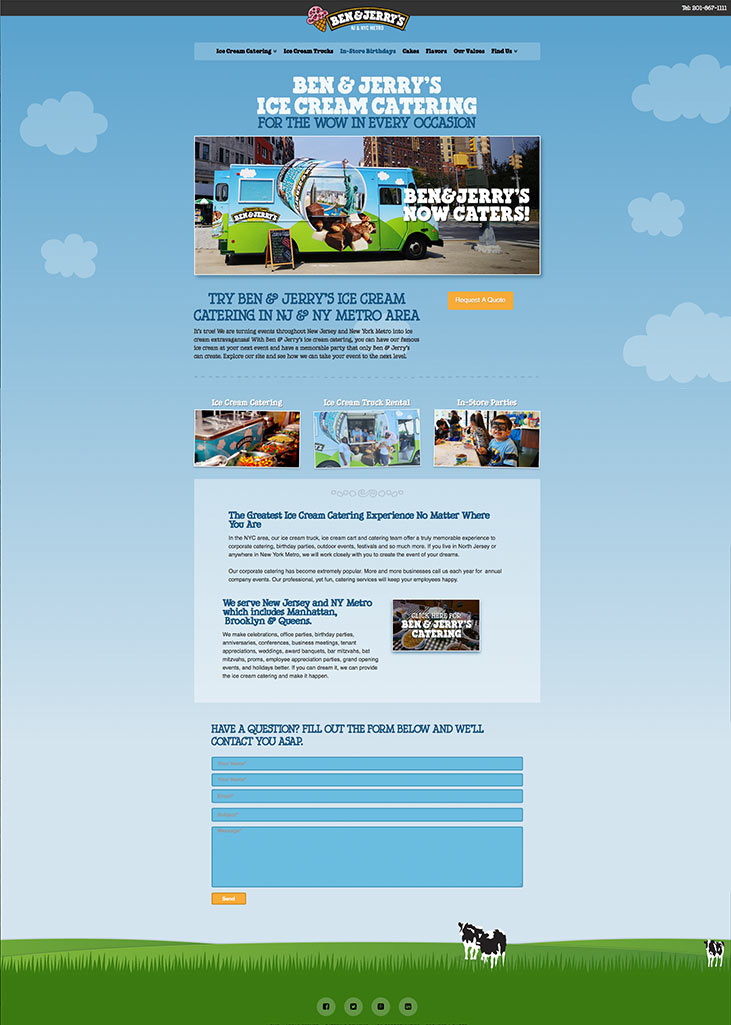 Tel: 201-867-1111
BEN & JERRY'S
NJ & NYC METRO
Ice Cream Catering Ice Cream Trucks In-Store Birthdays Cakes Flavors Our Values Find Us
BEN & JERRY'S
ICE CREAM CATERING
FOR THE WOW IN EVERY OCCASION
BEN & JERRY'S
BEN&JERRY'S
NOW CATERS!
TRY BEN & JERRY'S ICE CREAM
CATERING IN NJ & NY METRO AREA
Request A Quote
It's true! We are turning events throughout New Jersey and New York Metro into ice
cream extravaganzas! With Ben & Jerry's ice cream catering, you can have our famous
ice cream at your next event and have a memorable party that only Ben & Jerry's
can create. Explore our site and see how we can take your event to the next level.
Ice Cream Catering
Ice Cream Truck Rental
In-Store Parties
The Greatest Ice Cream Catering Experience No Matter Where
You Are
In the NYC area, our ice cream truck, ice cream cart and catering team offer a truly memorable experience to
corporate catering, birthday parties, outdoor events, festivals and so much more. If you live in North Jersey or
anywhere in New York Metro, we will work closely with you to create the event of your dreams.
Our corporate catering has become extremely popular. More and more businesses call us each year for annual
company events. Our professional, yet fun, catering services will keep your employees happy.
We serve New Jersey and NY Metro
which includes Manhattan,
Brooklyn & Queens.
We make celebrations, office parties, birthday parties,
anniversaries, conferences, business meetings, tenant
appreciations, weddings, award banquets, bar mitzvahs, bat
mitzvahs, proms, employee appreciation parties, grand opening
events, and holidays better. If you can dream it, we can provide
the ice cream catering and make it happen.
CLICK HERE FOR
BEN & JERRY'S
CATERING
HAVE A QUESTION? FILL OUT THE FORM BELOW AND WE'LL
CONTACT YOU ASAP.
Your Name*
Your Name*
Email*
Subject*
Message*
Send